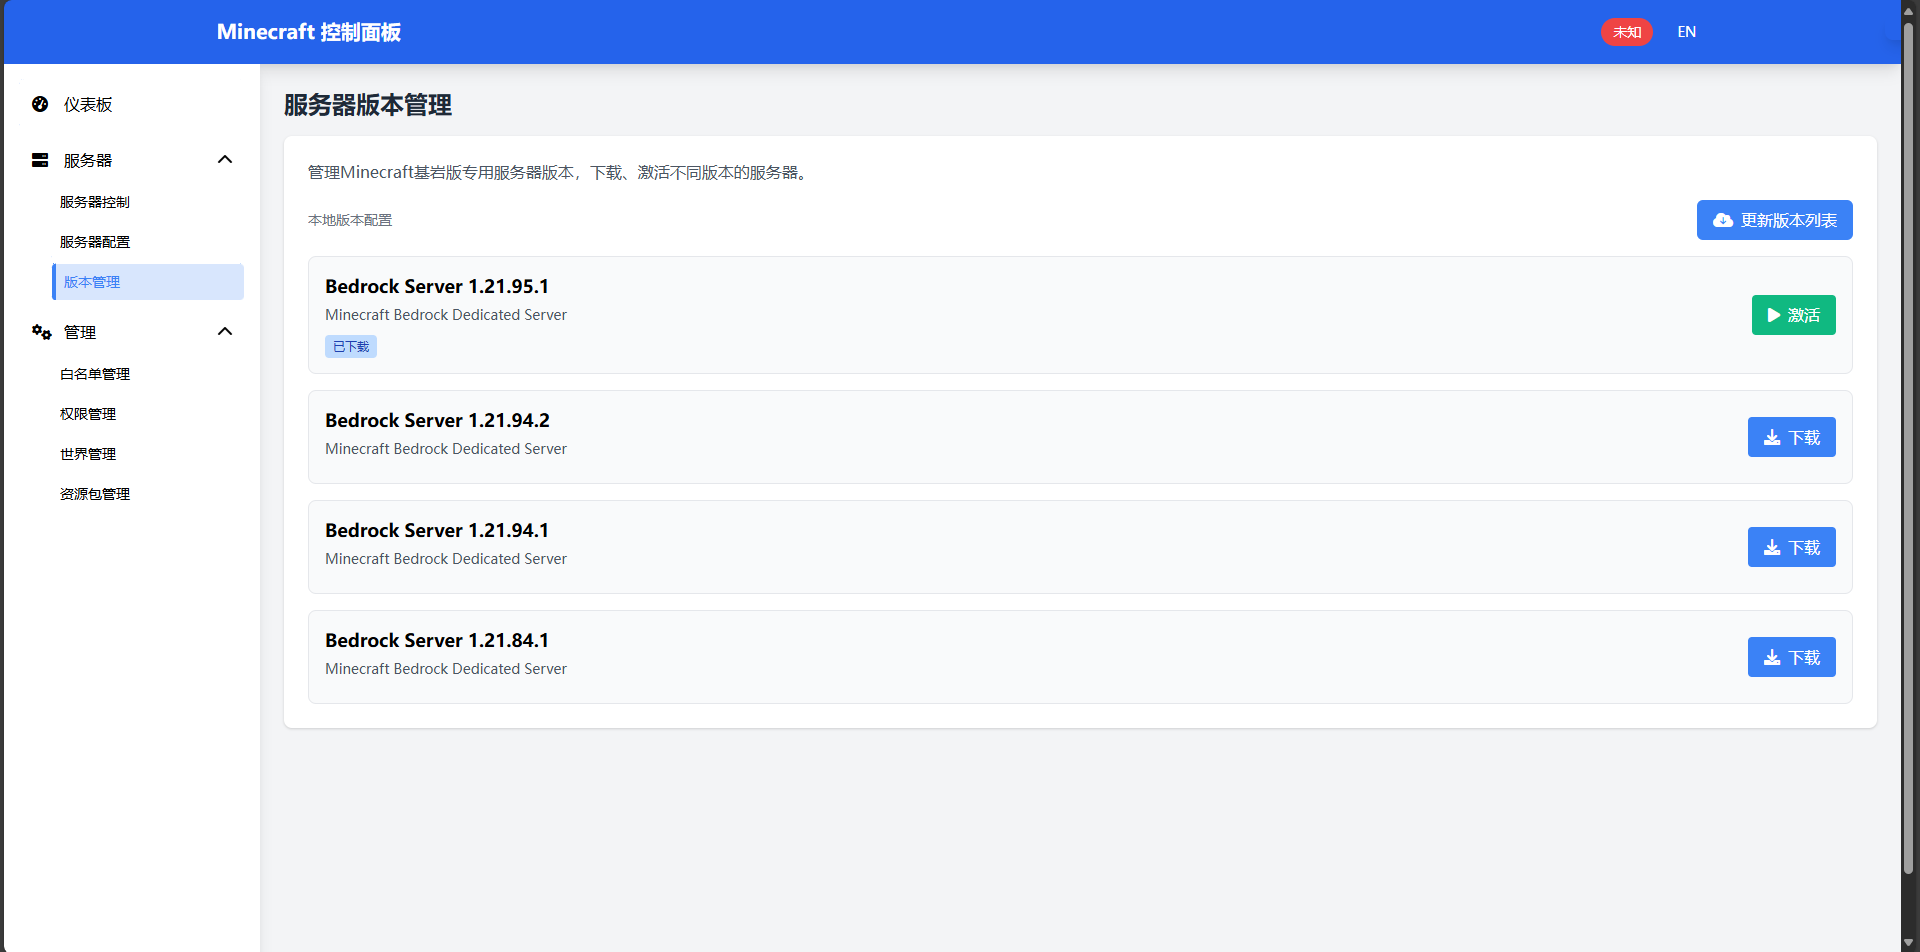 Minecraft 控制面板
未知
EN
仪表板
服务器
服务器控制
服务器配置
版本管理
管理
白名单管理
权限管理
世界管理
资源包管理
服务器版本管理
管理Minecraft基岩版专用服务器版本，下载、激活不同版本的服务器。
本地版本配置
更新版本列表
Bedrock Server 1.21.95.1
Minecraft Bedrock Dedicated Server
已下载
激活
Bedrock Server 1.21.94.2
Minecraft Bedrock Dedicated Server
下载
Bedrock Server 1.21.94.1
Minecraft Bedrock Dedicated Server
下载
Bedrock Server 1.21.84.1
Minecraft Bedrock Dedicated Server
下载